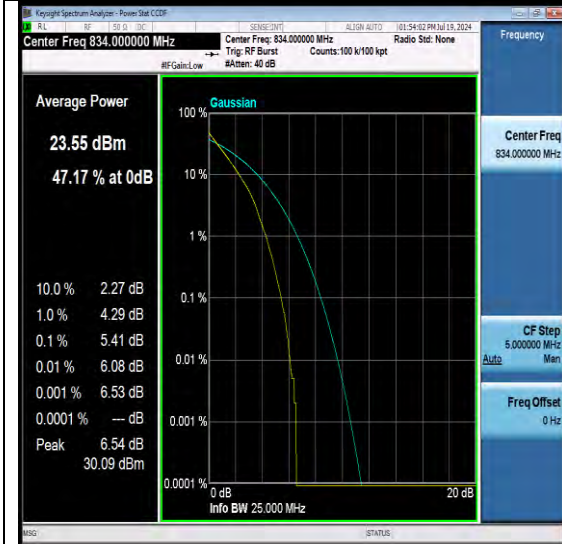 Keysight Spectrum Analyzer - Power Stat CCDF
RL RF 50 Ω DC SENSE:INT ALIGN AUTO 01:54:02 PM Jul 19, 2024
Center Freq 834.000000 MHz
Center Freq: 834.000000 MHz Radio Std: None
Trig: RF Burst Counts:100 k/100 kpt
#IFGain:Low #Atten: 40 dB
Frequency
Average Power
23.55 dBm
47.17 % at 0dB
10.0 % 2.27 dB
1.0 % 4.29 dB
0.1 % 5.41 dB
0.01 % 6.08 dB
0.001 % 6.53 dB
0.0001 % --- dB
Peak 6.54 dB
30.09 dBm
Gaussian
100 %
10 %
1 %
0.1 %
0.01 %
0.001 %
0.0001 %
0 dB 20 dB
Info BW 25.000 MHz
Center Freq
834.000000 MHz
CF Step
5.000000 MHz
Auto Man
Freq Offset
0 Hz
MSG STATUS